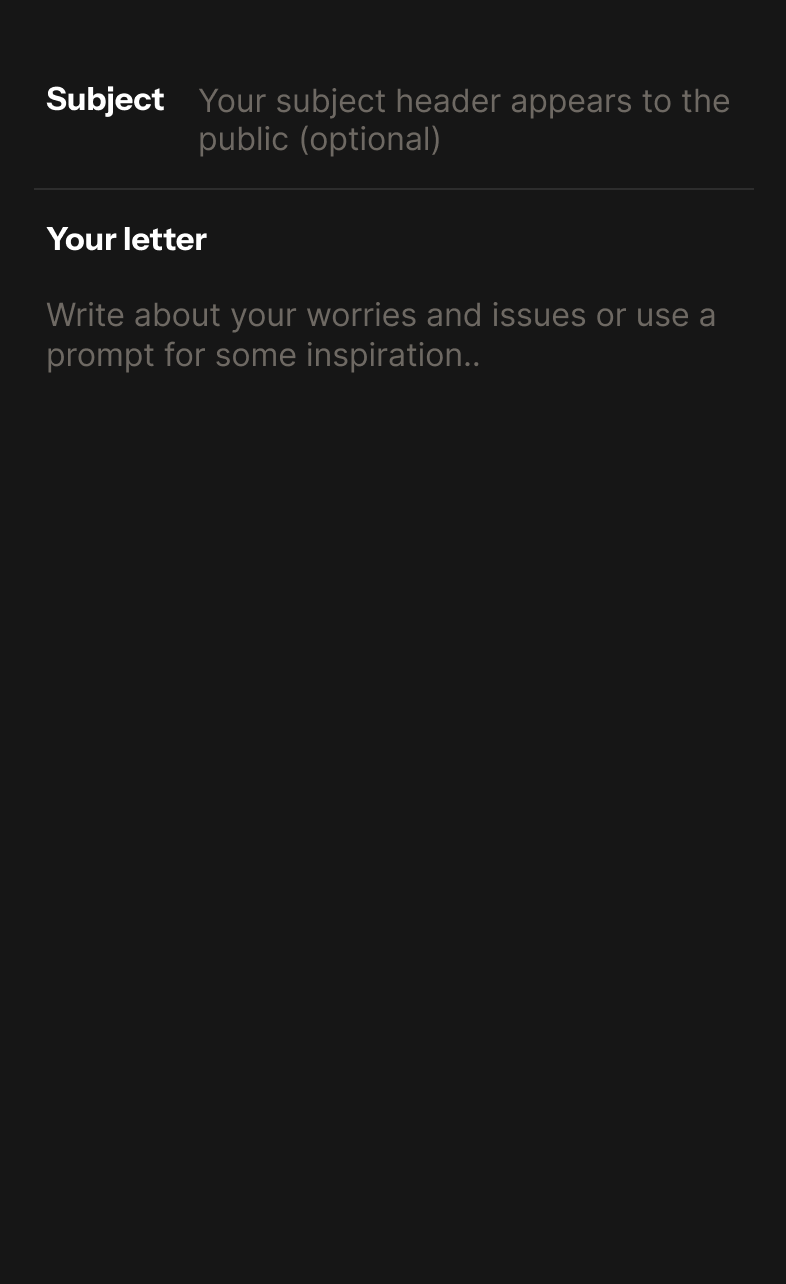 Subject
Your subject header appears to the
public (optional)
Your letter
Write about your worries and issues or use a
prompt for some inspiration..